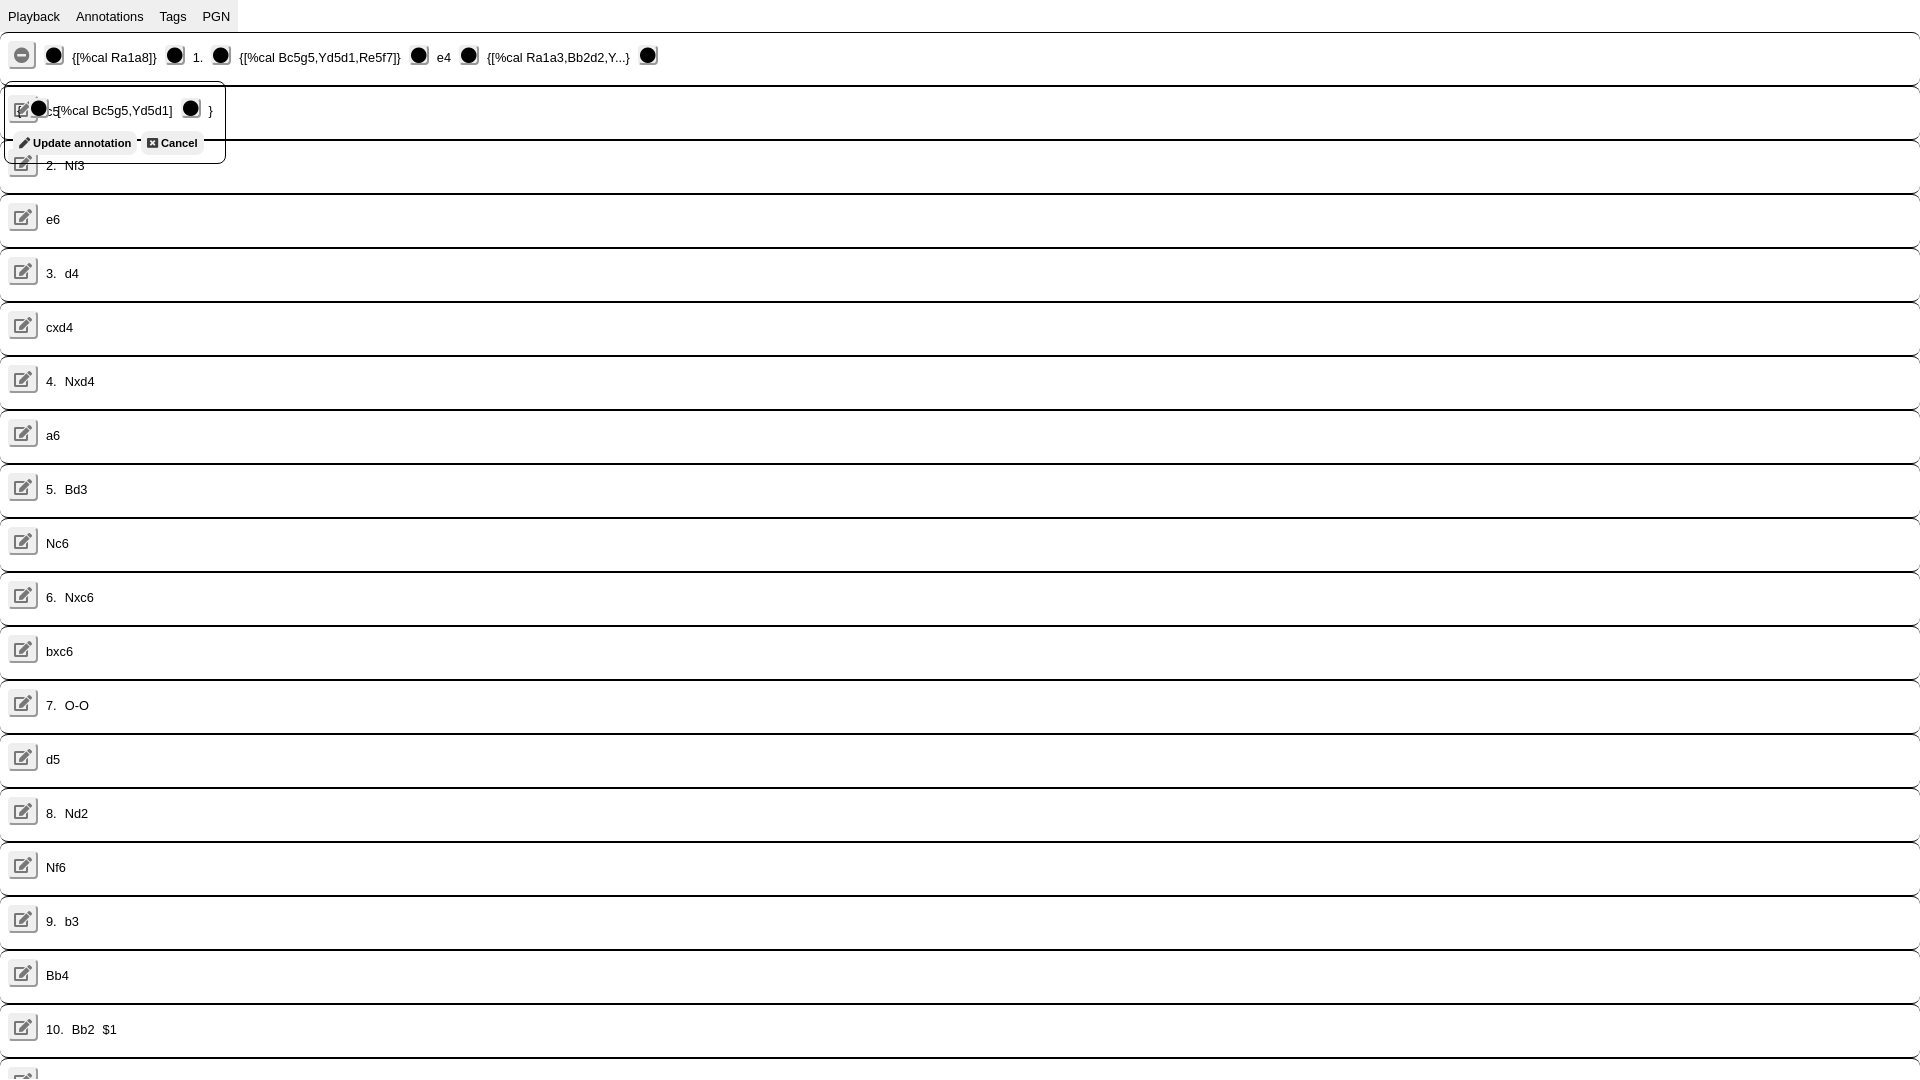 Playback Annotations Tags PGN
{[%cal Ra1a8]} 1. {[%cal Bc5g5,Yd5d1,Re5f7]} e4 {[%cal Ra1a3,Bb2d2,Y...}
{ c5 [%cal Bc5g5,Yd5d1] }
Update annotation Cancel
2. Nf3
e6
3. d4
cxd4
4. Nxd4
a6
5. Bd3
Nc6
6. Nxc6
bxc6
7. O-O
d5
8. Nd2
Nf6
9. b3
Bb4
10. Bb2 $1